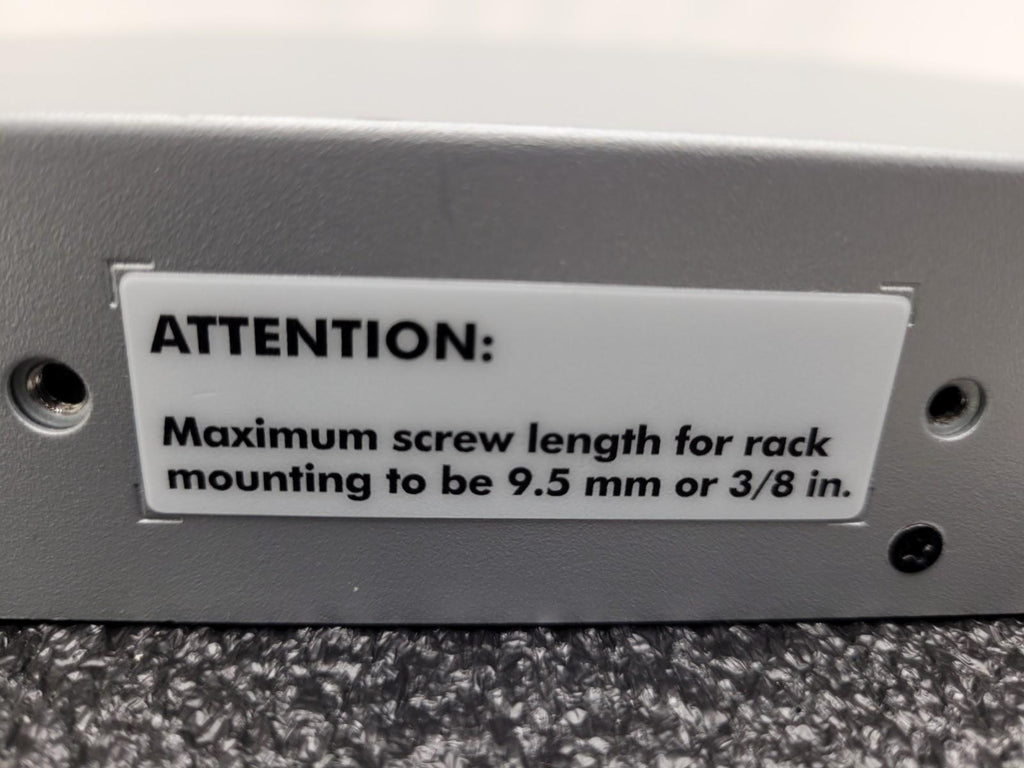 ATTENTION:
Maximum screw length for rack
mounting to be 9.5 mm or 3/8 in.